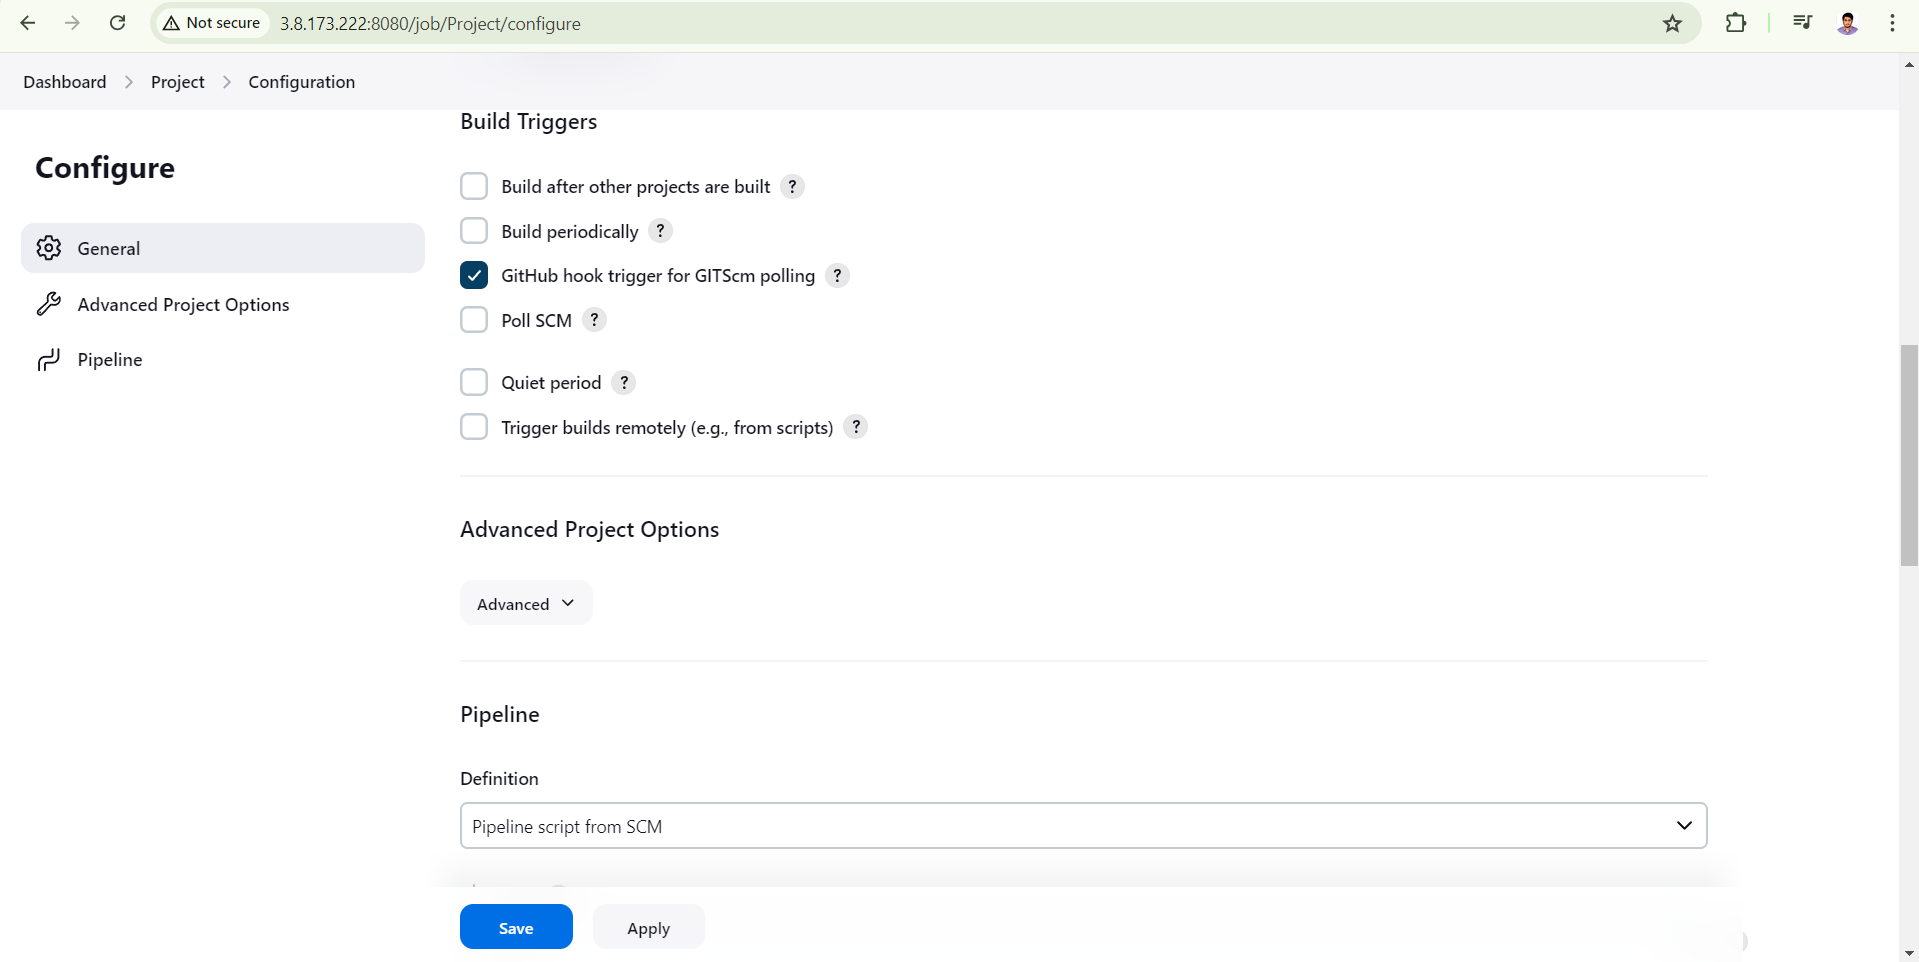 Not secure 3.8.173.222:8080/job/Project/configure
Dashboard Project Configuration
Configure
General
Advanced Project Options
Pipeline
Build Triggers
Build after other projects are built ?
Build periodically ?
GitHub hook trigger for GITScm polling ?
Poll SCM ?
Quiet period ?
Trigger builds remotely (e.g., from scripts) ?
Advanced Project Options
Advanced
Pipeline
Definition
Pipeline script from SCM
Save Apply